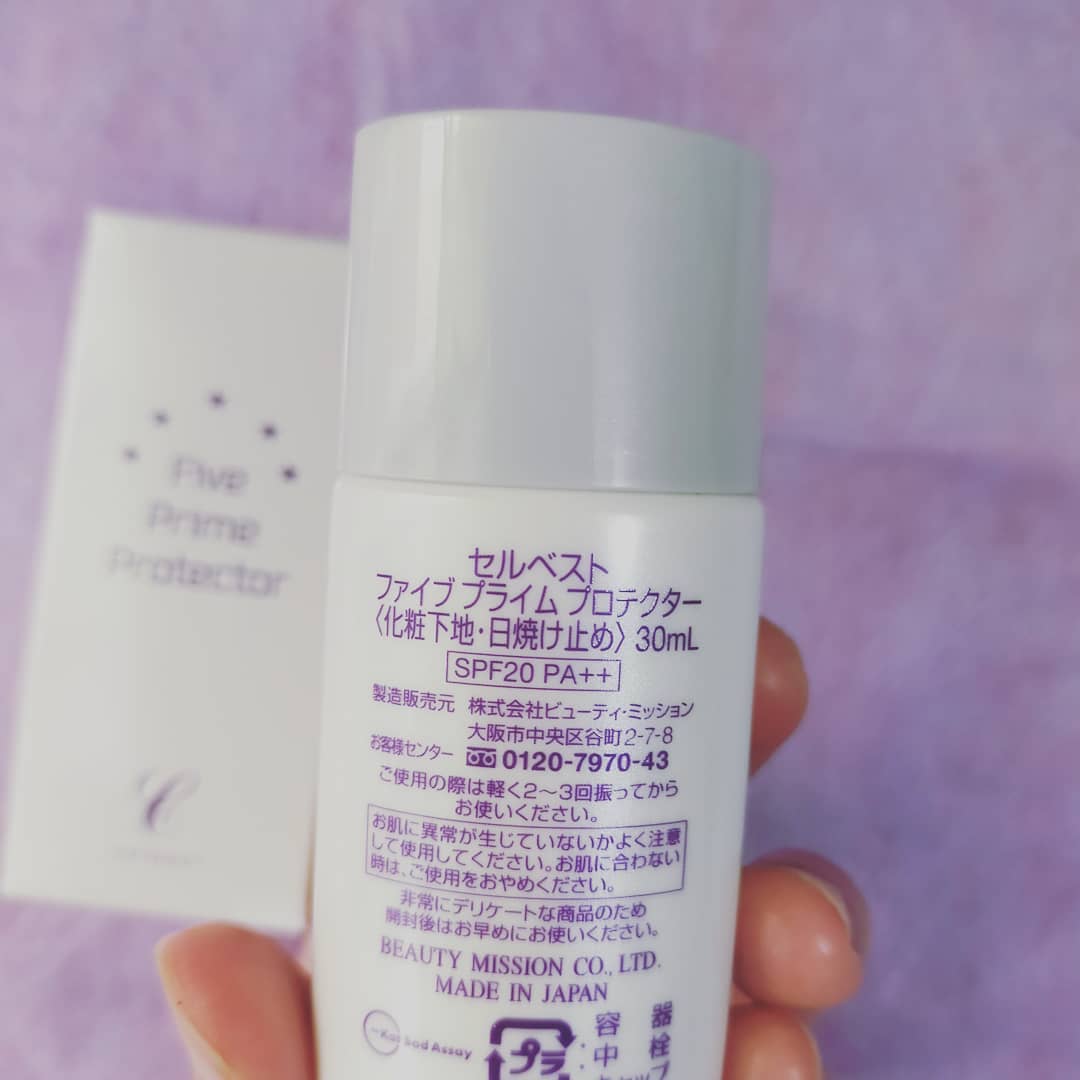 Five
Prime
Protector
セルベスト
ファイブ プライム プロテクター
〈化粧下地・日焼け止め〉 30mL
SPF20 PA++
製造販売元 株式会社ビューティ・ミッション
大阪市中央区谷町2-7-8
お客様センター 0120-7970-43
ご使用の際は軽く2〜3回振ってから
お使いください。
お肌に異常が生じていないかよく注意
して使用してください。お肌に合わない
時は、ご使用をおやめください。
非常にデリケートな商品のため
開封後はお早めにお使いください。
BEAUTY MISSION CO., LTD.
MADE IN JAPAN
Sod Assay
プラ
容器
:中栓
キャップ